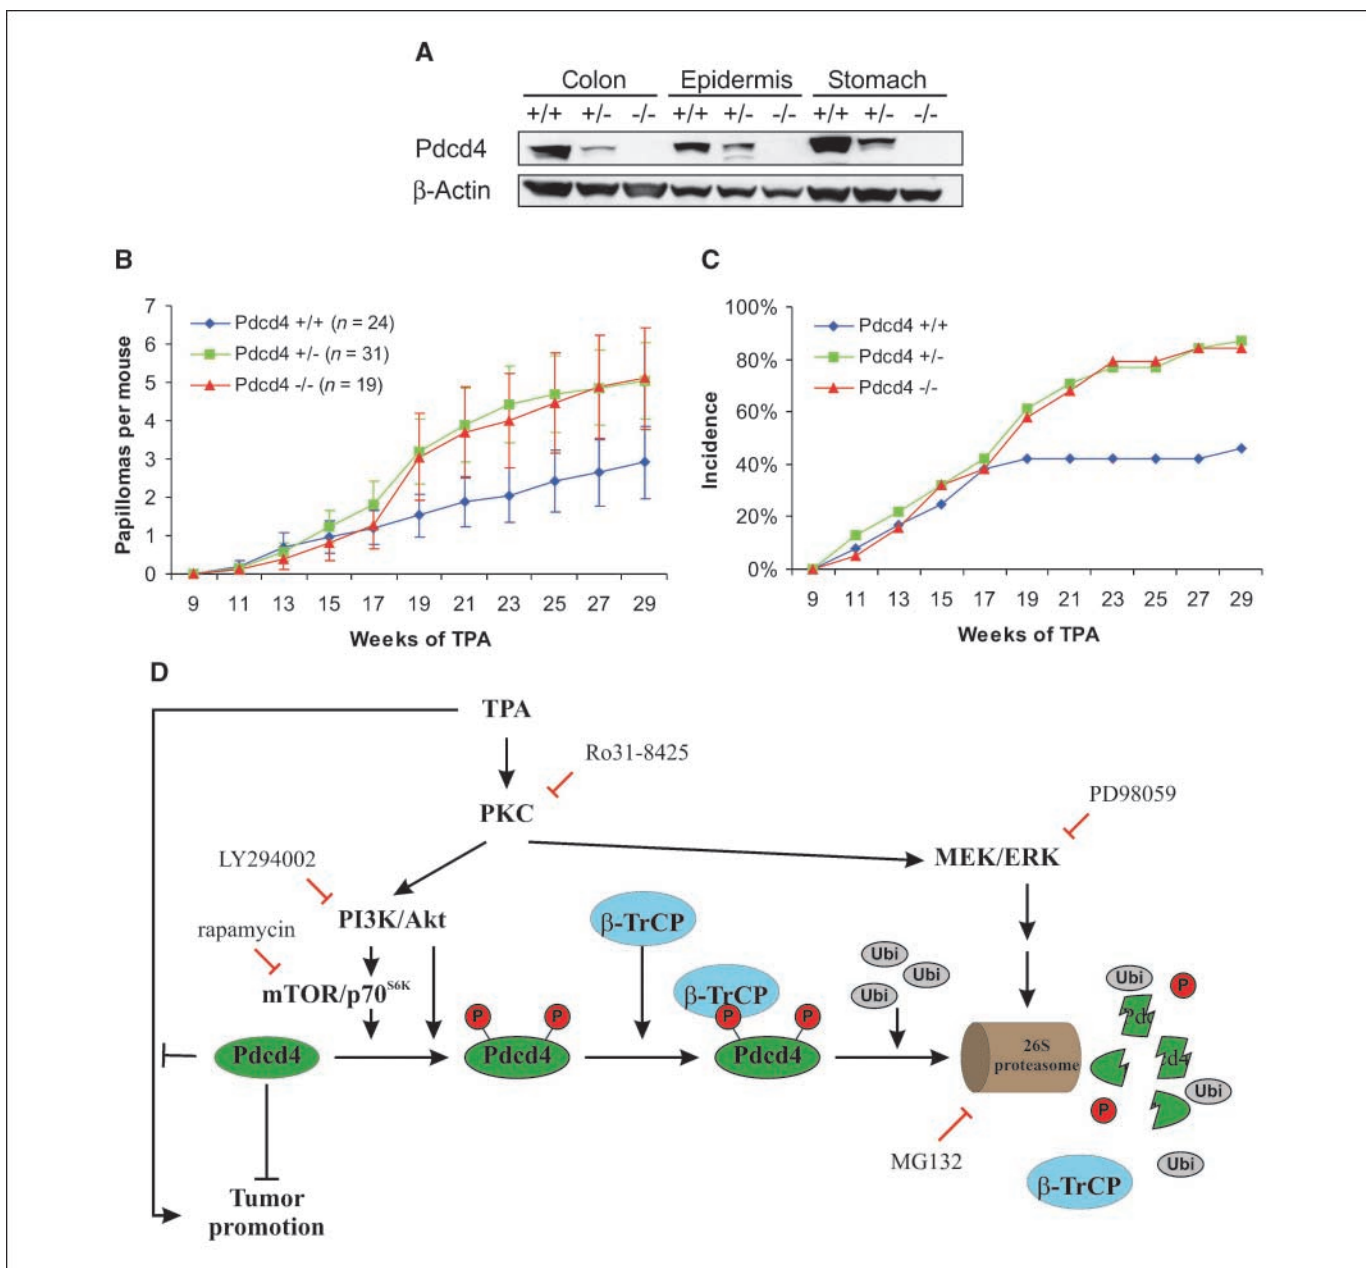 A
Colon Epidermis Stomach
+/+ +/- -/- +/+ +/- -/- +/+ +/- -/-
Pdcd4
β-Actin
B
Papillomas per mouse
7
6
5
4
3
2
1
0
Pdcd4 +/+ (n = 24)
Pdcd4 +/- (n = 31)
Pdcd4 -/- (n = 19)
9 11 13 15 17 19 21 23 25 27 29
Weeks of TPA
C
Incidence
100%
80%
60%
40%
20%
0%
Pdcd4 +/+
Pdcd4 +/-
Pdcd4 -/-
9 11 13 15 17 19 21 23 25 27 29
Weeks of TPA
D
TPA
Ro31-8425
PKC
PD98059
LY294002
MEK/ERK
PI3K/Akt
β-TrCP
rapamycin
Ubi
Ubi
Ubi
mTOR/p70S6K
β-TrCP
P P
P P
Pdcd4
Pdcd4
Pdcd4
26S
proteasome
Ubi
P
Pd
cd4
Ubi
P
MG132
Ubi
β-TrCP
Tumor
promotion